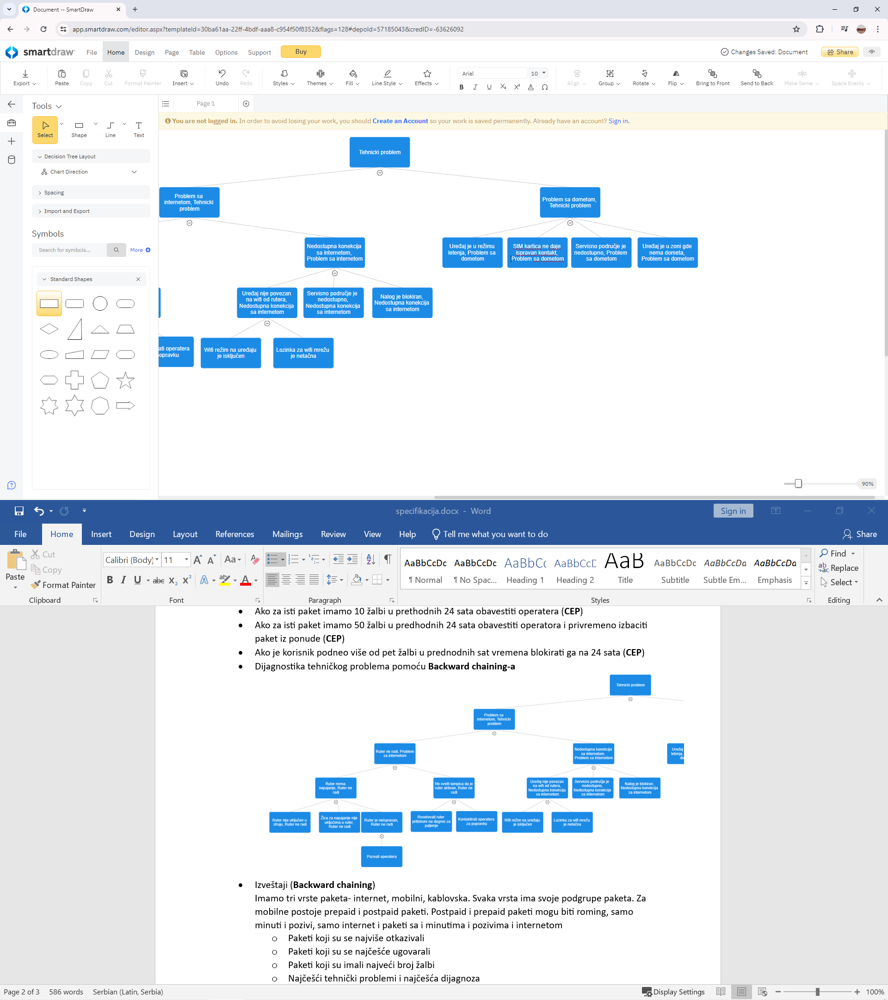 Document -- SmartDraw
app.smartdraw.com/editor.aspx?templateId=30ba61aa-22ff-4bdf-aaa8-c954f50f8352&flags=128#depoId=57185043&credID=-63626092
smartdraw File Home Design Page Table Options Support Buy Changes Saved: Document Share
Arial 10
Export Paste Copy Cut Format Painter Insert Undo Redo Styles Themes Fill Line Style Effects B I U X₂ X² A Ω Align Group Rotate Flip Bring to Front Send to Back Make Same Space Evenly
Tools
Page 1
Select Shape Line Text
You are not logged in. In order to avoid losing your work, you should Create an Account so your work is saved permanently. Already have an account? Sign in.
Decision Tree Layout
Chart Direction
Spacing
Import and Export
Symbols
Search for symbols... More
Standard Shapes
Tehnicki problem
Problem sa
internetom, Tehnicki
problem
Problem sa dometom,
Tehnicki problem
Nedostupna konekcija
sa internetom,
Problem sa internetom
Uređaj je u režimu
letenja, Problem sa
dometom
SIM kartica ne daje
ispravan kontakt,
Problem sa dometom
Servisno područje je
nedostupno, Problem
sa dometom
Uređaj je u zoni gde
nema dometa,
Problem sa dometom
Uređaj nije povezan
na wifi od rutera,
Nedostupna konekcija
sa internetom
Servisno područje je
nedostupno,
Nedostupna konekcija
sa internetom
Nalog je blokiran,
Nedostupna konekcija
sa internetom
ati operatera
opravku
Wifi režim na uređaju
je isključen
Lozinka za wifi mrežu
je netačna
90%
specifikacija.docx - Word
Sign in
File Home Insert Design Layout References Mailings Review View Help Tell me what you want to do Share
Paste
Cut
Copy
Format Painter
Clipboard
Calibri (Body) 11 Aa
B I U abc X₂ X² A ab A
Font
Paragraph
AaBbCcDc AaBbCcDc AaBbCc AaBbCcD AaB AaBbCcDc AaBbCcDa AaBbCcDa
¶ Normal ¶ No Spac... Heading 1 Heading 2 Title Subtitle Subtle Em... Emphasis
Styles
Find
Replace
Select
Editing
• Ako za isti paket imamo 10 žalbi u prethodnih 24 sata obavestiti operatera (CEP)
• Ako za isti paket imamo 50 žalbi u predhodnih 24 sata obavestiti operatora i privremeno izbaciti
paket iz ponude (CEP)
• Ako je korisnik podneo više od pet žalbi u prednodnih sat vremena blokirati ga na 24 sata (CEP)
• Dijagnostika tehničkog problema pomoću Backward chaining-a
Tehnicki problem
Problem sa
internetom, Tehnicki
problem
Ruter ne radi, Problem
sa internetom
Nedostupna konekcija
sa internetom,
Problem sa internetom
Uređaj
letenja,
do
Ruter nema
napajanje, Ruter ne
radi
Ne svetli lampica da je
ruter aktivan, Ruter ne
radi
Uređaj nije povezan
na wifi od rutera,
Nedostupna konekcija
sa internetom
Servisno područje je
nedostupno,
Nedostupna konekcija
sa internetom
Nalog je blokiran,
Nedostupna konekcija
sa internetom
Ruter nije uključen u
struju, Ruter ne radi
Žica za napajanje nije
uključena u ruter,
Ruter ne radi
Ruter je neispravan,
Ruter ne radi
Resetovati ruter
pritiskom na dugme za
paljenje
Kontaktirati operatera
za popravku
Wifi režim na uređaju
je isključen
Lozinka za wifi mrežu
je netačna
Pozvati operatera
• Izveštaji (Backward chaining)
Imamo tri vrste paketa- internet, mobilni, kablovska. Svaka vrsta ima svoje podgrupe paketa. Za
mobilne postoje prepaid i postpaid paketi. Postpaid i prepaid paketi mogu biti roming, samo
minuti i pozivi, samo internet i paketi sa i minutima i pozivima i internetom
o Paketi koji su se najviše otkazivali
o Paketi koji su se najčešće ugovarali
o Paketi koji su imali najveći broj žalbi
o Najčešći tehnički problemi i najčešća dijagnoza
Page 2 of 3 586 words Serbian (Latin, Serbia) Display Settings 100%